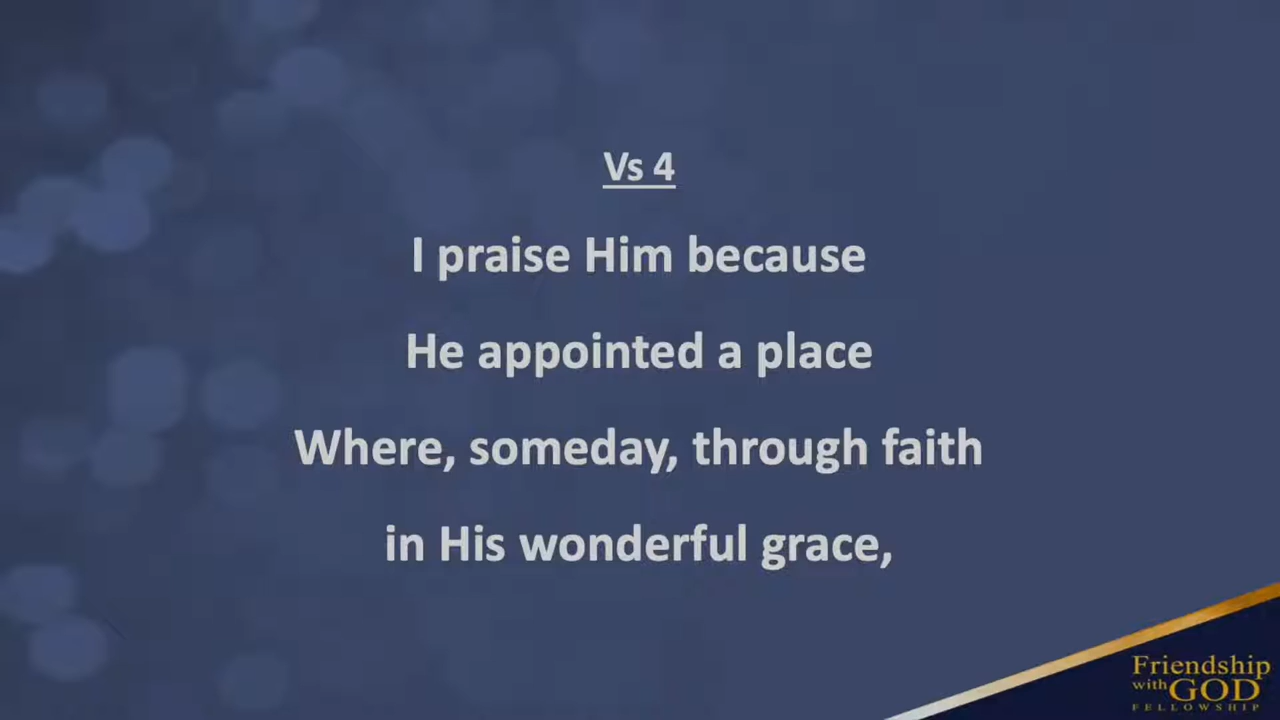 Vs 4
I praise Him because
He appointed a place
Where, someday, through faith
in His wonderful grace,
Friendship
with GOD
FELLOWSHIP